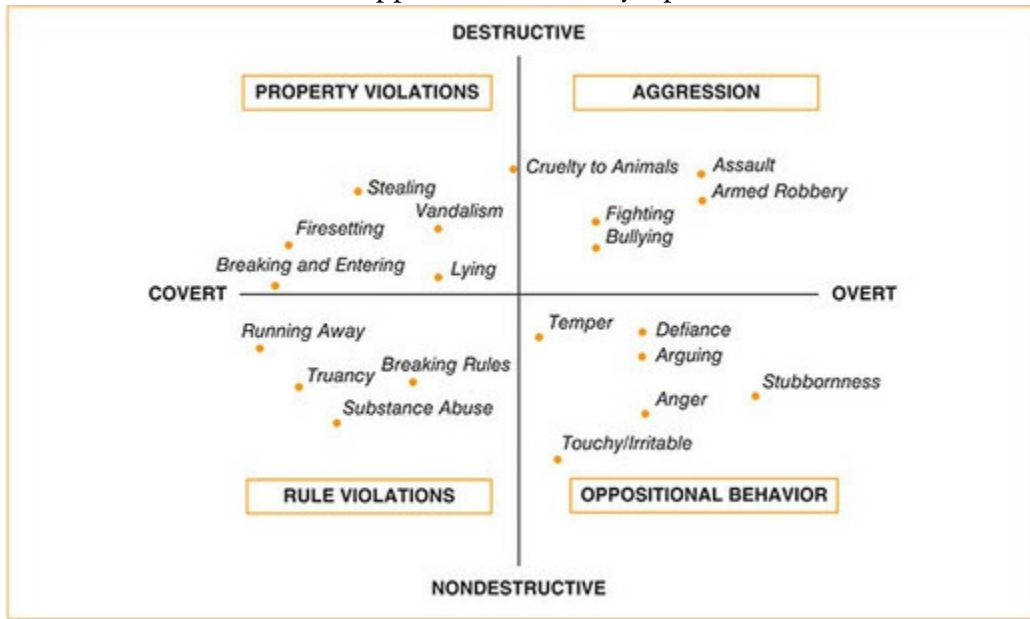 DESTRUCTIVE
PROPERTY VIOLATIONS
AGGRESSION
Cruelty to Animals
Assault
Stealing
Armed Robbery
Vandalism
Fighting
Firesetting
Bullying
Breaking and Entering
Lying
COVERT
OVERT
Temper
Defiance
Running Away
Arguing
Breaking Rules
Truancy
Stubbornness
Anger
Substance Abuse
Touchy/Irritable
RULE VIOLATIONS
OPPOSITIONAL BEHAVIOR
NONDESTRUCTIVE